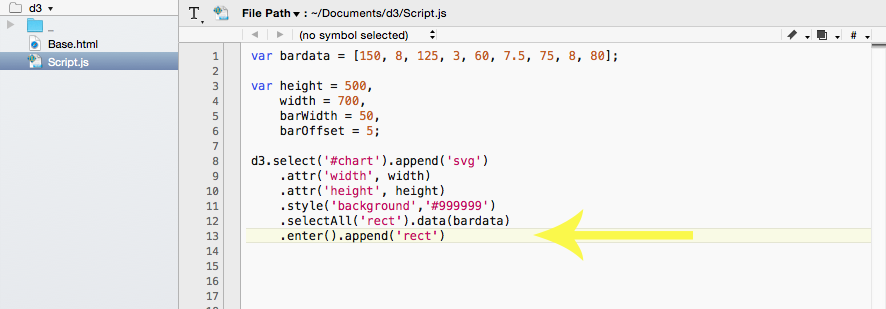 d3
_
Base.html
Script.js
T
File Path : ~/Documents/d3/Script.js
(no symbol selected)
#
1 var bardata = [150, 8, 125, 3, 60, 7.5, 75, 8, 80];
2
3 var height = 500,
4 width = 700,
5 barWidth = 50,
6 barOffset = 5;
7
8 d3.select('#chart').append('svg')
9 .attr('width', width)
10 .attr('height', height)
11 .style('background','#999999')
12 .selectAll('rect').data(bardata)
13 .enter().append('rect')
14
15
16
17